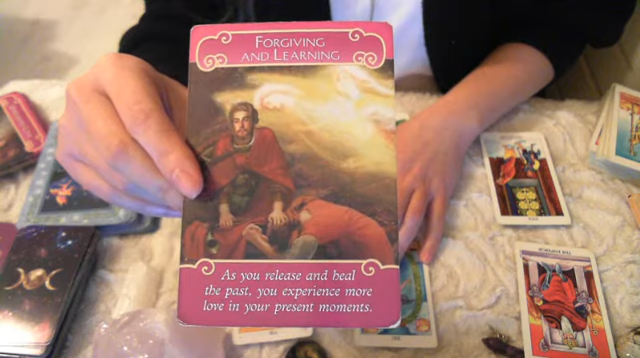 FORGIVING
AND LEARNING
As you release and heal
the past, you experience more
love in your present moments.